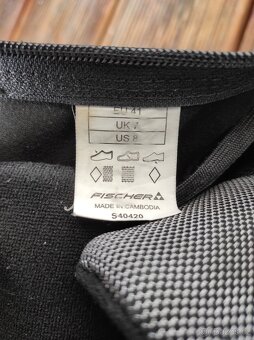 EU 41
UK 7
US 8
FISCHER
MADE IN CAMBODIA
S40420